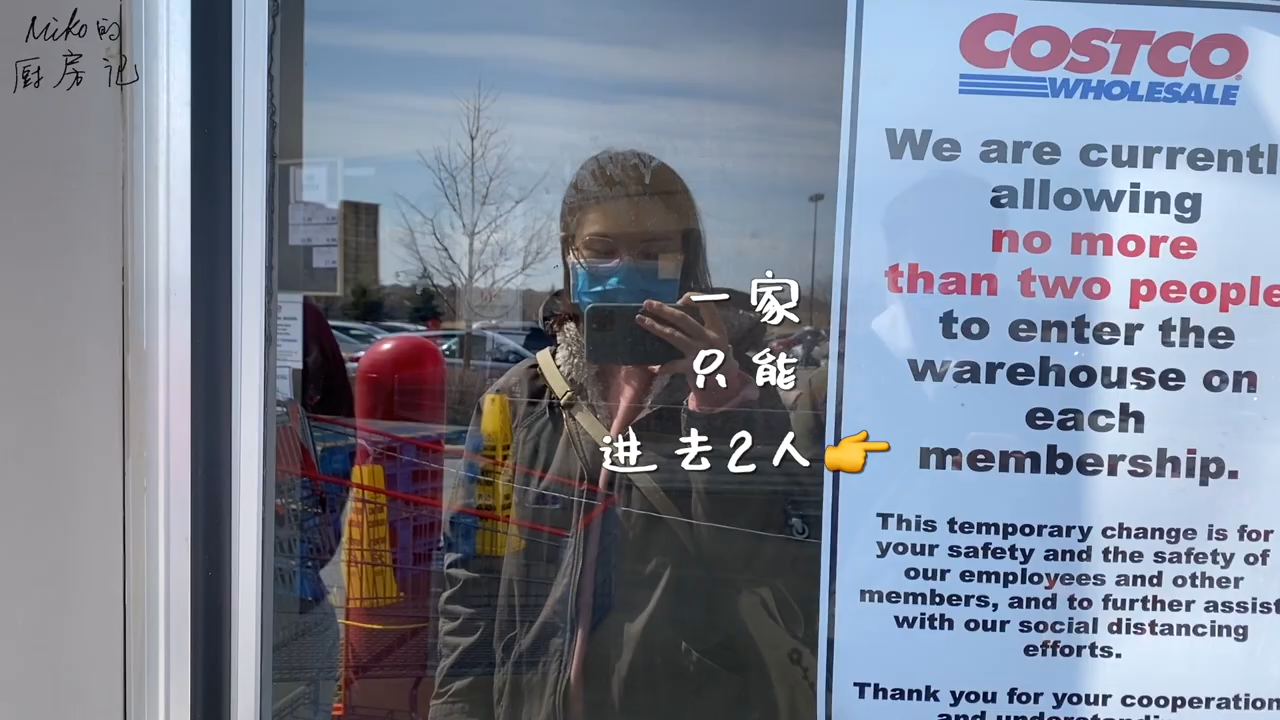 Miko的
厨房记
一家
只能
进去2人
COSTCO
WHOLESALE
We are currentl
allowing
no more
than two people
to enter the
warehouse on
each
membership.
This temporary change is for
your safety and the safety of
our employees and other
members, and to further assist
with our social distancing
efforts.
Thank you for your cooperation
and understanding